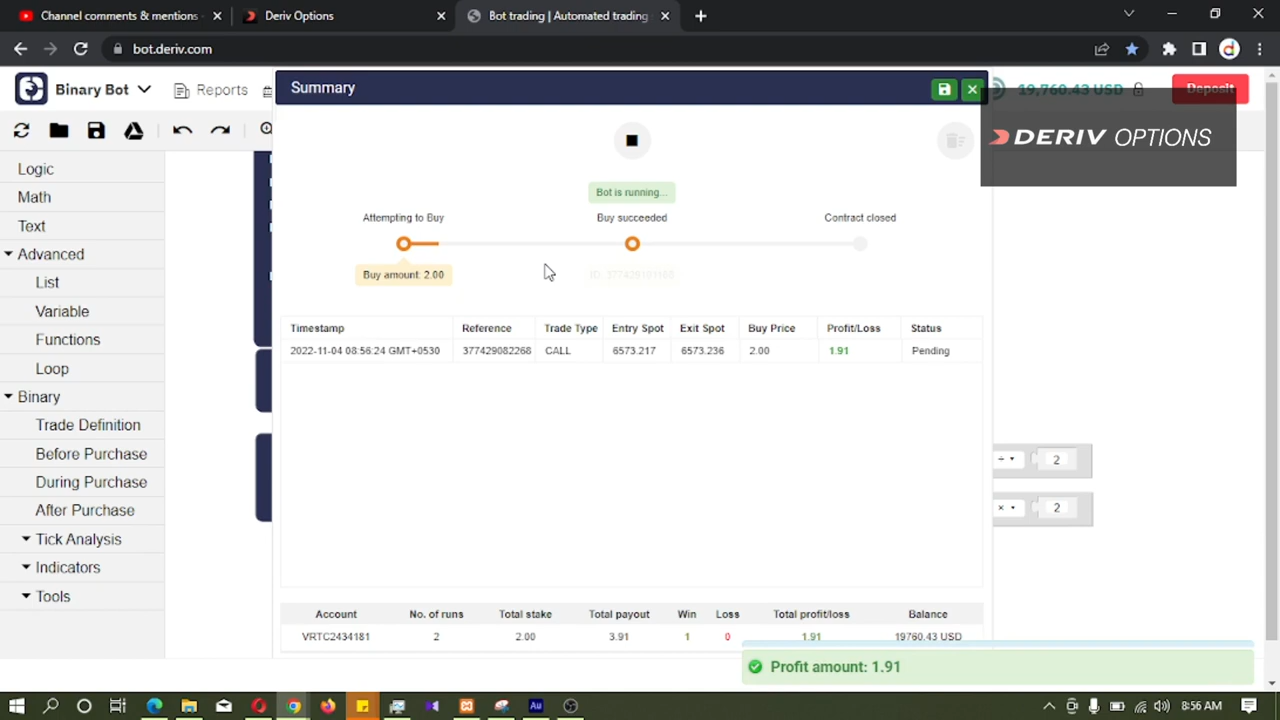 Channel comments & mentions
Deriv Options
Bot trading | Automated trading
bot.deriv.com
Binary Bot
Reports
Summary
19,760.43 USD
Deposit
DERIV OPTIONS
Logic
Math
Text
Advanced
List
Variable
Functions
Loop
Binary
Trade Definition
Before Purchase
During Purchase
After Purchase
Tick Analysis
Indicators
Tools
Bot is running...
Attempting to Buy
Buy succeeded
Contract closed
Buy amount: 2.00
Timestamp Reference Trade Type Entry Spot Exit Spot Buy Price Profit/Loss Status
2022-11-04 08:56:24 GMT+0530 377429082268 CALL 6573.217 6573.236 2.00 1.91 Pending
÷ 2
× 2
Account No. of runs Total stake Total payout Win Loss Total profit/loss Balance
VRTC2434181 2 2.00 3.91 1 0 1.91 19760.43 USD
Profit amount: 1.91
Au
8:56 AM